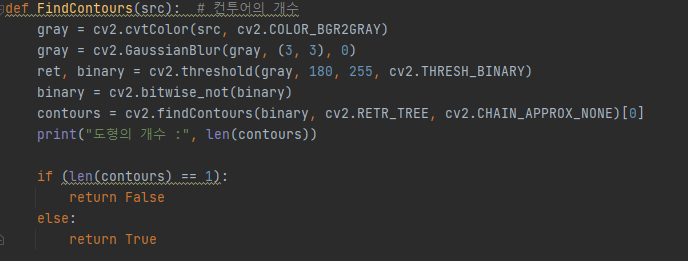 def FindContours(src):  # 컨투어의 개수
    gray = cv2.cvtColor(src, cv2.COLOR_BGR2GRAY)
    gray = cv2.GaussianBlur(gray, (3, 3), 0)
    ret, binary = cv2.threshold(gray, 180, 255, cv2.THRESH_BINARY)
    binary = cv2.bitwise_not(binary)
    contours = cv2.findContours(binary, cv2.RETR_TREE, cv2.CHAIN_APPROX_NONE)[0]
    print("도형의 개수 :", len(contours))

    if (len(contours) == 1):
        return False
    else:
        return True